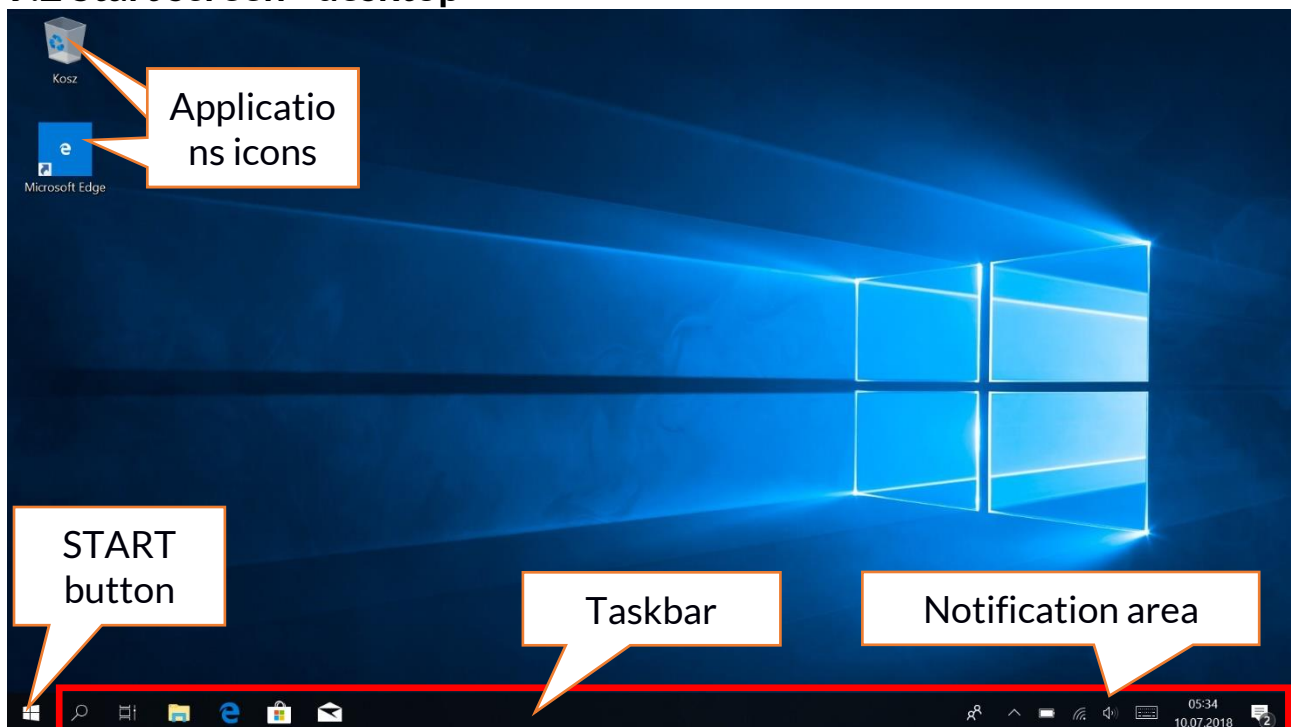 Kosz
Applicatio
ns icons
Microsoft Edge
START
button
Taskbar
Notification area
05:34
10.07.2018
2